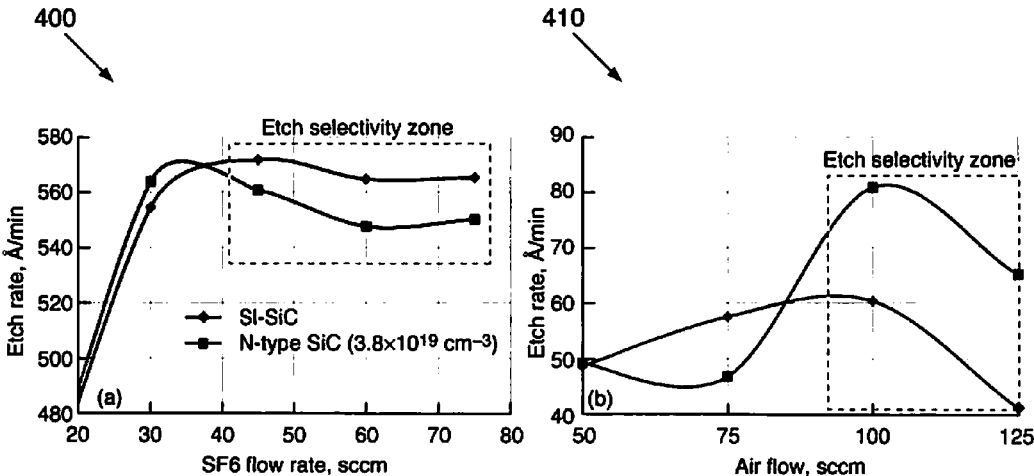 400
410
580
560
540
520
500
480
Etch rate, Å/min
Etch selectivity zone
SI-SiC
N-type SiC (3.8×10¹⁹ cm⁻³)
(a)
20 30 40 50 60 70 80
SF6 flow rate, sccm
90
80
70
60
50
40
Etch rate, Å/min
Etch selectivity zone
(b)
50 75 100 125
Air flow, sccm